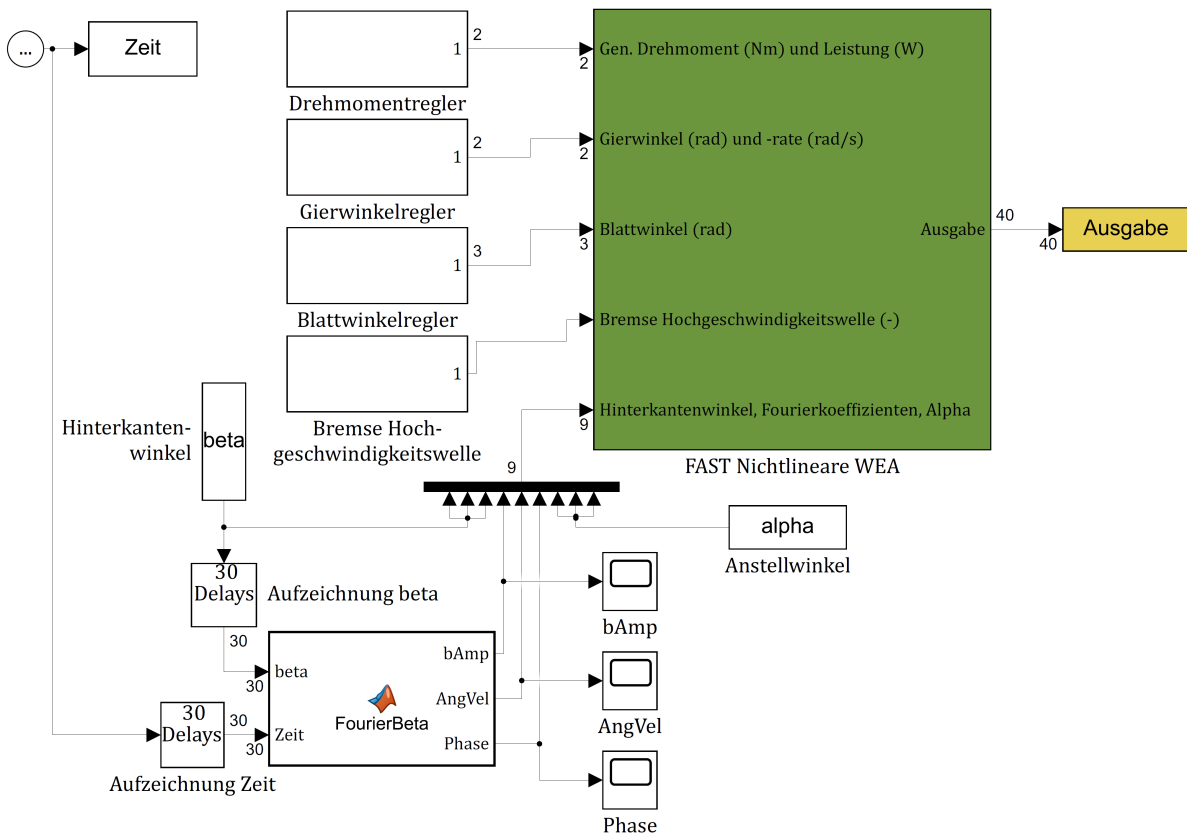 ...
Zeit
1
2
Drehmomentregler
2
Gen. Drehmoment (Nm) und Leistung (W)
1
2
Gierwinkelregler
2
Gierwinkel (rad) und -rate (rad/s)
1
3
Blattwinkelregler
3
Blattwinkel (rad)
Ausgabe
40
40
Ausgabe
1
Bremse Hoch-
geschwindigkeitswelle
Bremse Hochgeschwindigkeitswelle (-)
9
Hinterkantenwinkel, Fourierkoeffizienten, Alpha
FAST Nichtlineare WEA
Hinterkanten-
winkel
beta
9
alpha
Anstellwinkel
30
Delays
Aufzeichnung beta
30
30
beta
bAmp
AngVel
Phase
Zeit
FourierBeta
30
Delays
30
30
Aufzeichnung Zeit
bAmp
AngVel
Phase